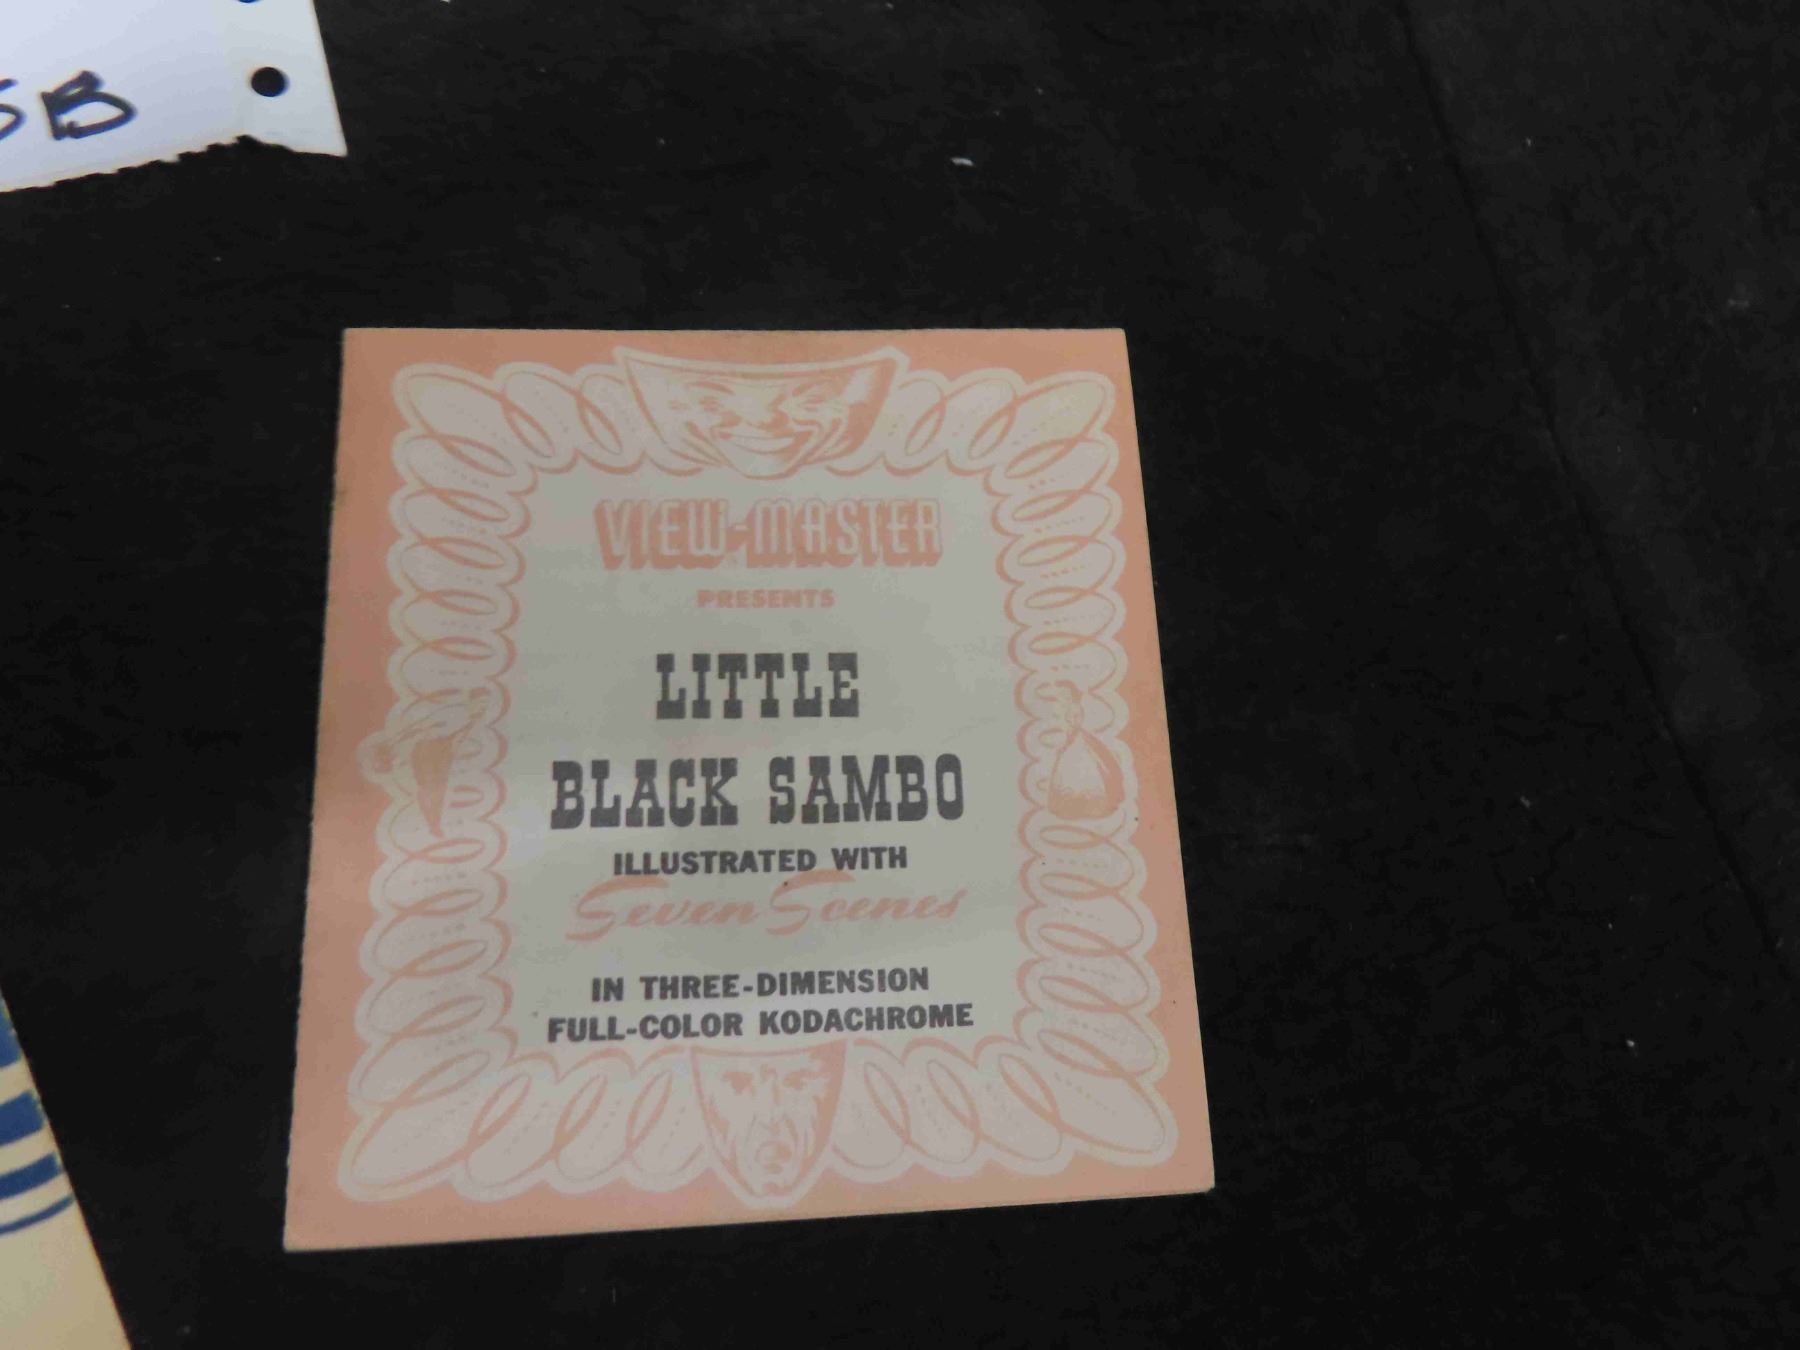 B
VIEW-MASTER
PRESENTS
LITTLE
BLACK SAMBO
ILLUSTRATED WITH
Seven Scenes
IN THREE-DIMENSION
FULL-COLOR KODACHROME